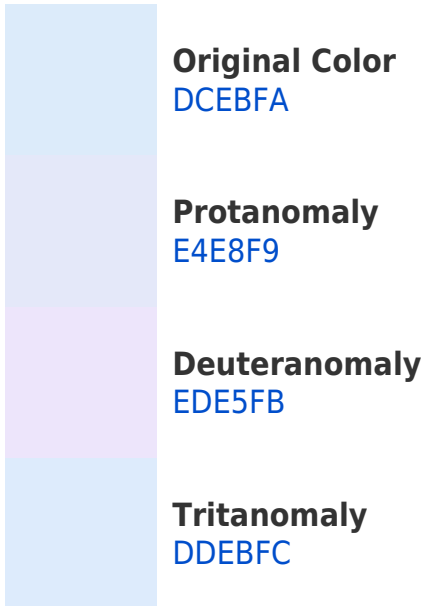 Original Color
DCEBFA
Protanomaly
E4E8F9
Deuteranomaly
EDE5FB
Tritanomaly
DDEBFC